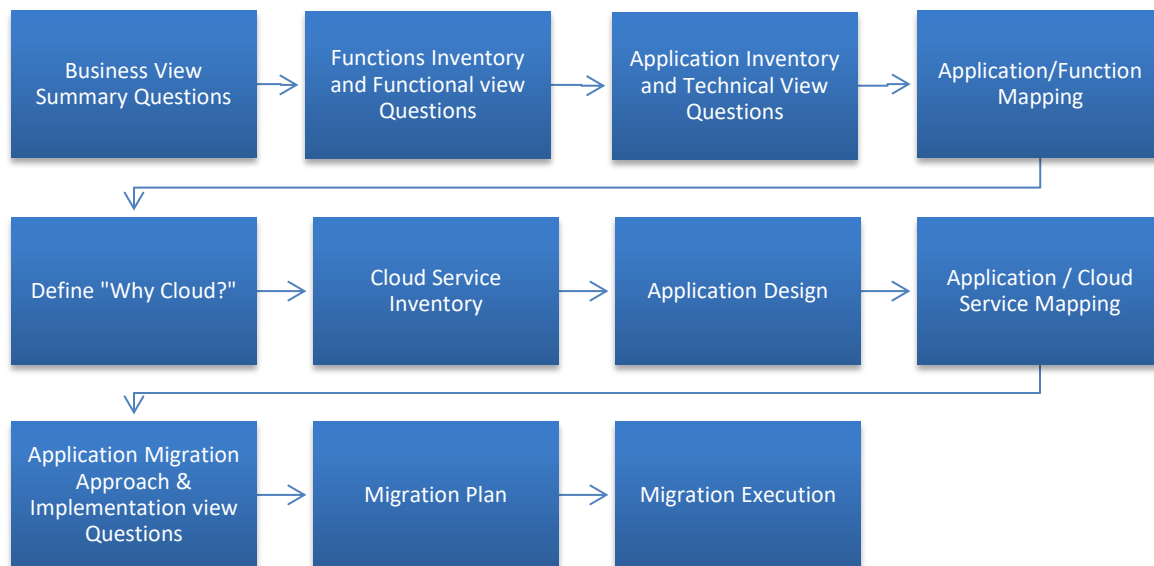 Business View
Summary Questions
Functions Inventory
and Functional view
Questions
Application Inventory
and Technical View
Questions
Application/Function
Mapping
Define "Why Cloud?"
Cloud Service
Inventory
Application Design
Application / Cloud
Service Mapping
Application Migration
Approach &
Implementation view
Questions
Migration Plan
Migration Execution